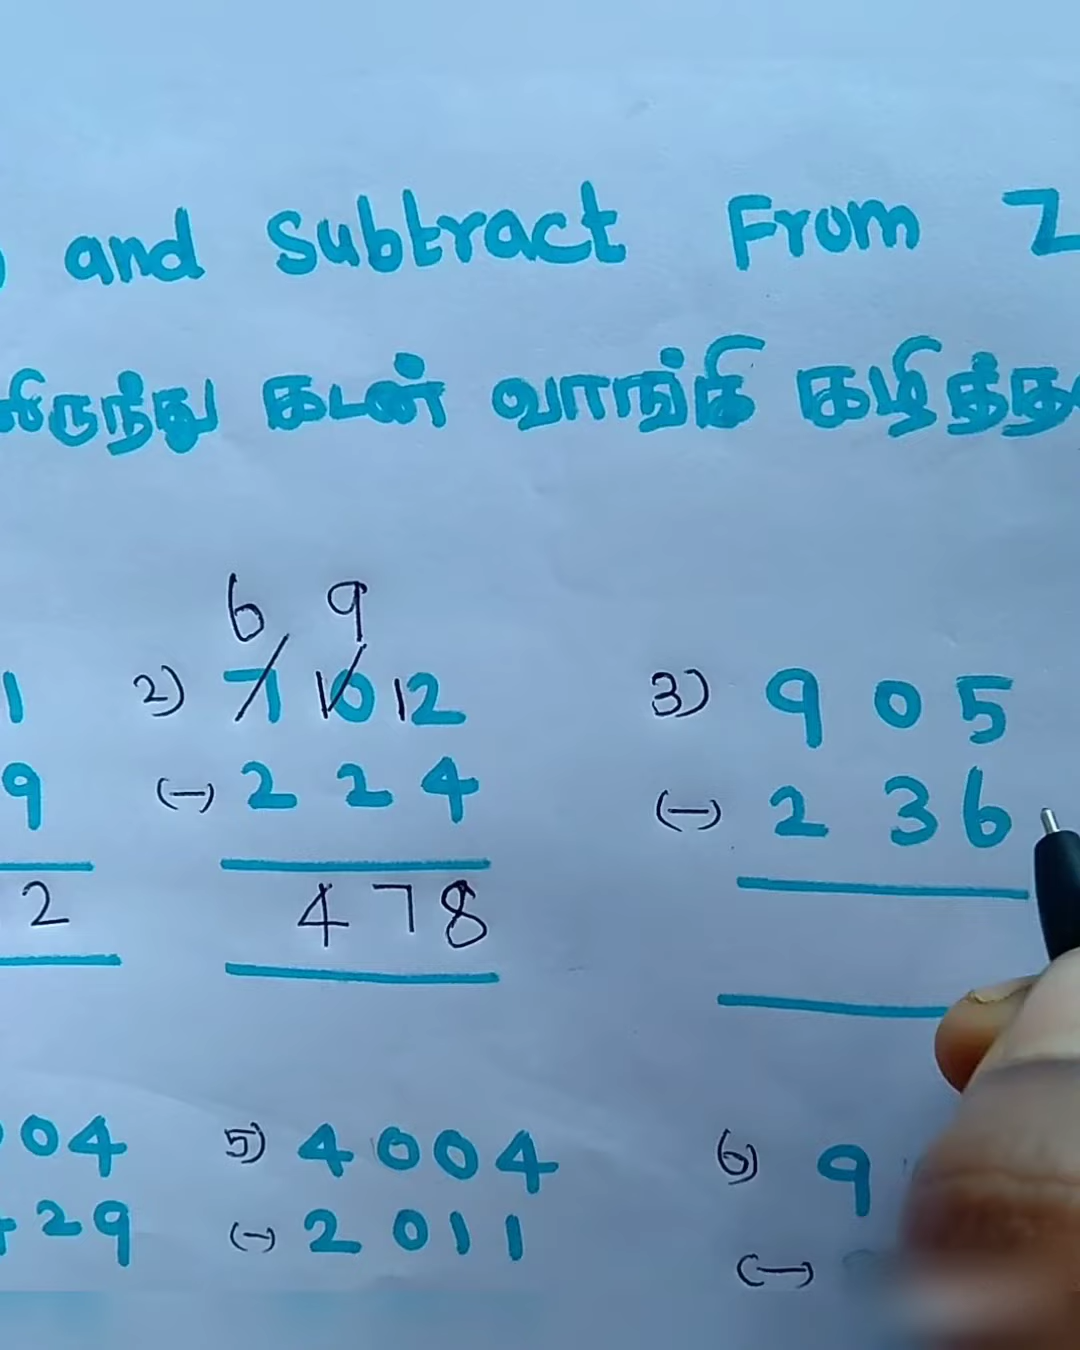 and Subtract From Z
லிருந்து கடன் வாங்கி கழித்த
6 9
1 2) 7 10 12 3) 9 0 5
9 (-) 2 2 4 (-) 2 3 6
2 4 7 8
04 5) 4 0 0 4 6) 9
29 (-) 2 0 1 1 (-)